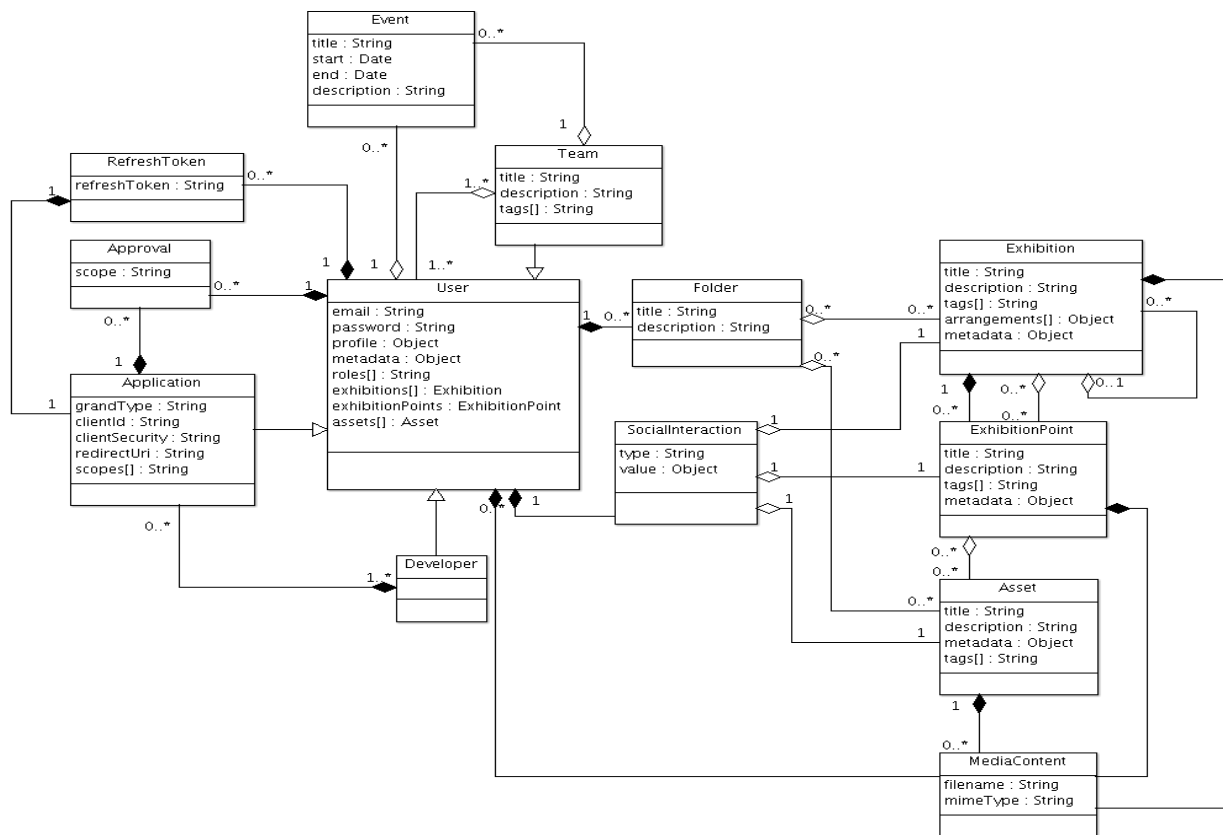 Event
title : String
start : Date
end : Date
description : String
0..*
1
0..*
Team
title : String
description : String
tags[] : String
1..*
RefreshToken
refreshToken : String
0..*
1
Approval
scope : String
0..*
1
1
1
1..*
0..*
1
User
email : String
password : String
profile : Object
metadata : Object
roles[] : String
exhibitions[] : Exhibition
exhibitionPoints : ExhibitionPoint
assets[] : Asset
1
0..*
Folder
title : String
description : String
0..*
0..*
0..*
Exhibition
title : String
description : String
tags[] : String
arrangements[] : Object
metadata : Object
0..*
1
0..1
Application
grandType : String
clientId : String
clientSecurity : String
redirectUri : String
scopes[] : String
1
0..*
SocialInteraction
type : String
value : Object
1
1
1
1
1
0..*
0..*
0..*
ExhibitionPoint
title : String
description : String
tags[] : String
metadata : Object
0..*
1
Developer
1..*
0..*
0..*
Asset
title : String
description : String
metadata : Object
tags[] : String
0..*
1
1
0..*
MediaContent
filename : String
mimeType : String